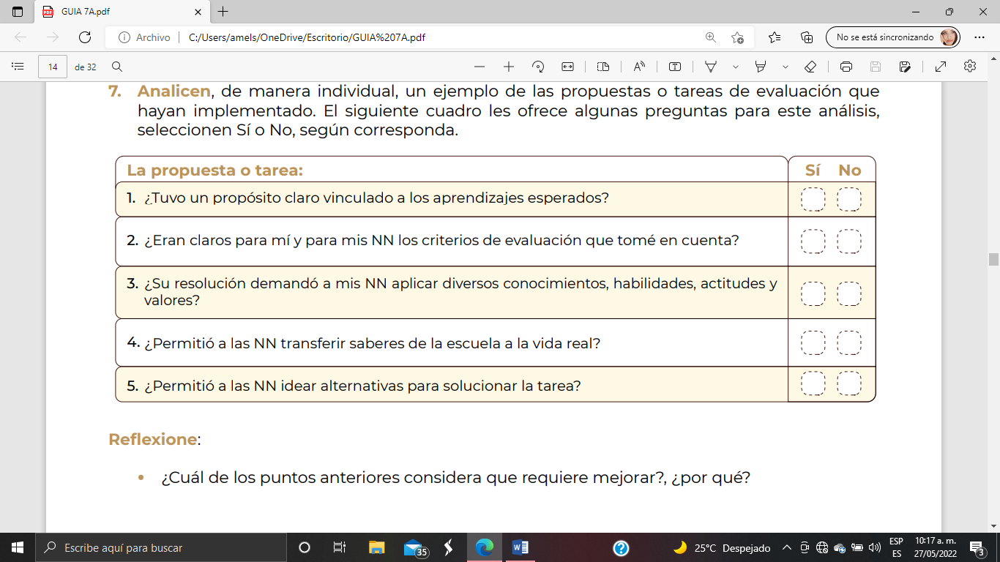 GUIA 7A.pdf
Archivo
C:/Users/amels/OneDrive/Escritorio/GUIA%207A.pdf
No se está sincronizando
14 de 32
7. Analicen, de manera individual, un ejemplo de las propuestas o tareas de evaluación que
hayan implementado. El siguiente cuadro les ofrece algunas preguntas para este análisis,
seleccionen Sí o No, según corresponda.
La propuesta o tarea: Sí No
1. ¿Tuvo un propósito claro vinculado a los aprendizajes esperados?
2. ¿Eran claros para mí y para mis NN los criterios de evaluación que tomé en cuenta?
3. ¿Su resolución demandó a mis NN aplicar diversos conocimientos, habilidades, actitudes y
valores?
4. ¿Permitió a las NN transferir saberes de la escuela a la vida real?
5. ¿Permitió a las NN idear alternativas para solucionar la tarea?
Reflexione:
• ¿Cuál de los puntos anteriores considera que requiere mejorar?, ¿por qué?
Escribe aquí para buscar
35
25°C Despejado
ESP
ES
10:17 a. m.
27/05/2022
3